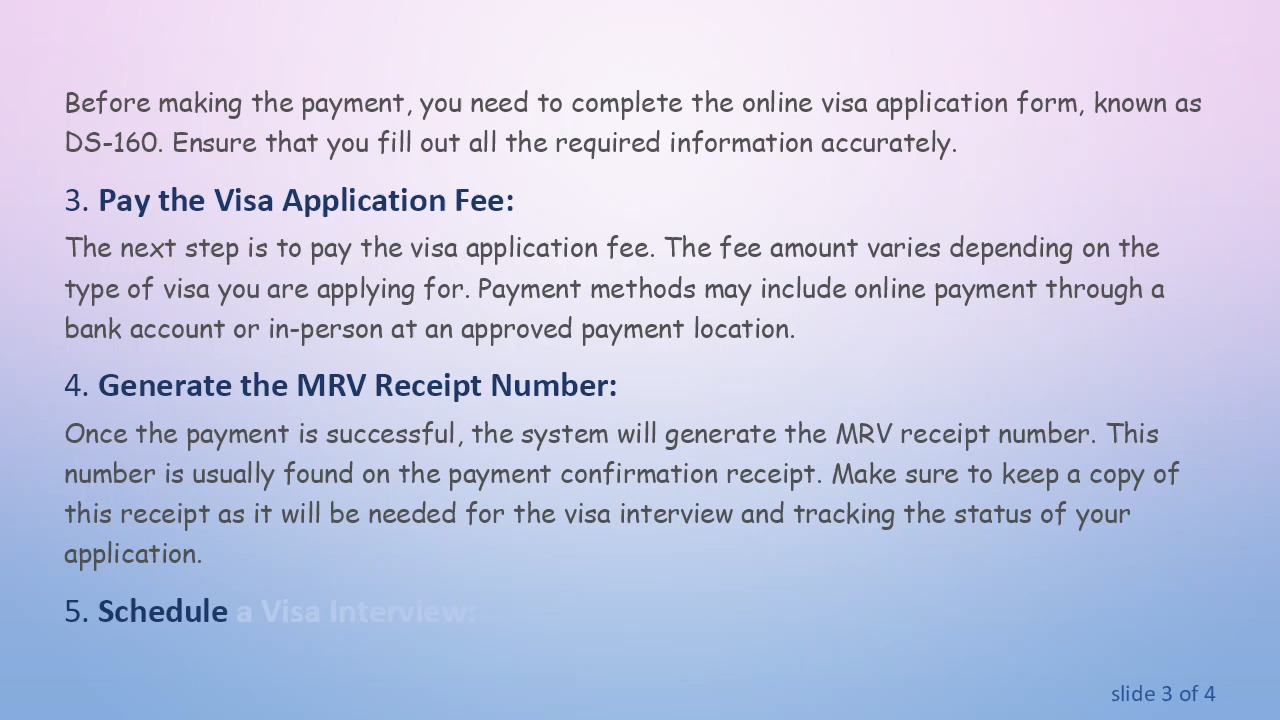 Before making the payment, you need to complete the online visa application form, known as
DS-160. Ensure that you fill out all the required information accurately.
3. Pay the Visa Application Fee:
The next step is to pay the visa application fee. The fee amount varies depending on the
type of visa you are applying for. Payment methods may include online payment through a
bank account or in-person at an approved payment location.
4. Generate the MRV Receipt Number:
Once the payment is successful, the system will generate the MRV receipt number. This
number is usually found on the payment confirmation receipt. Make sure to keep a copy of
this receipt as it will be needed for the visa interview and tracking the status of your
application.
5. Schedule a Visa Interview:
slide 3 of 4